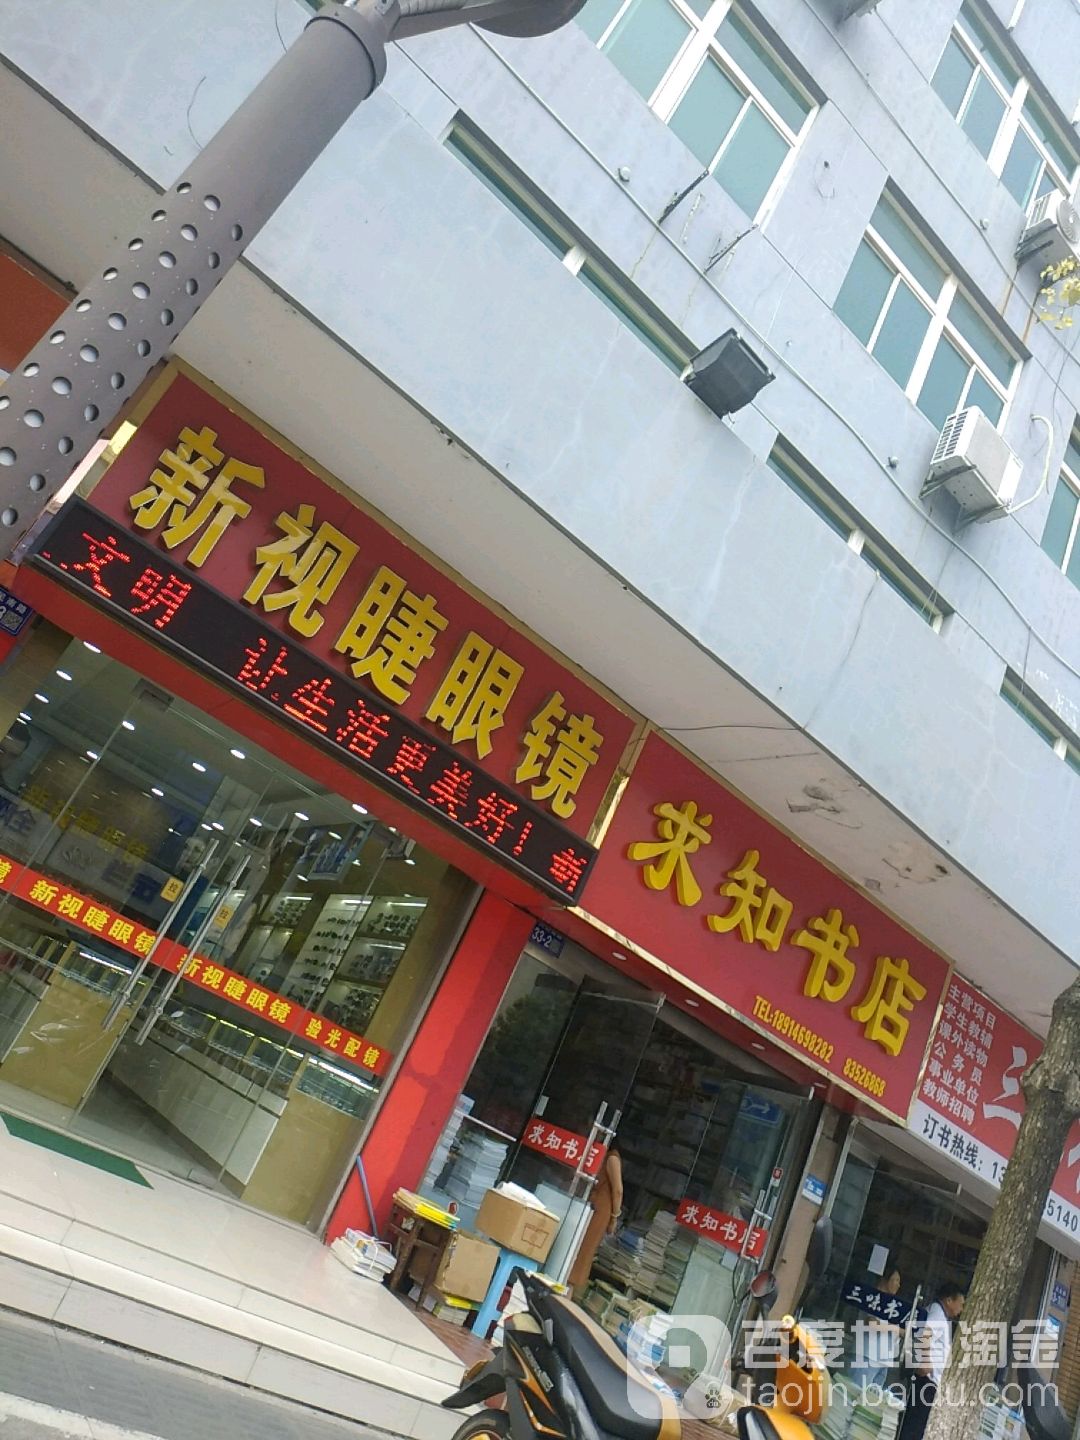 新视睫眼镜
文明 让生活更美好！新
新视睫眼镜
新视睫眼镜 验光配镜
求知书店
TEL:18914698282 83526868
33-2
求知书店
求知书店
主营项目
学生教辅
课外读物
公务员
事业单位
教师招聘
三
订书热线：13
5140
三味书店
百度地图淘金
taojin.baidu.com